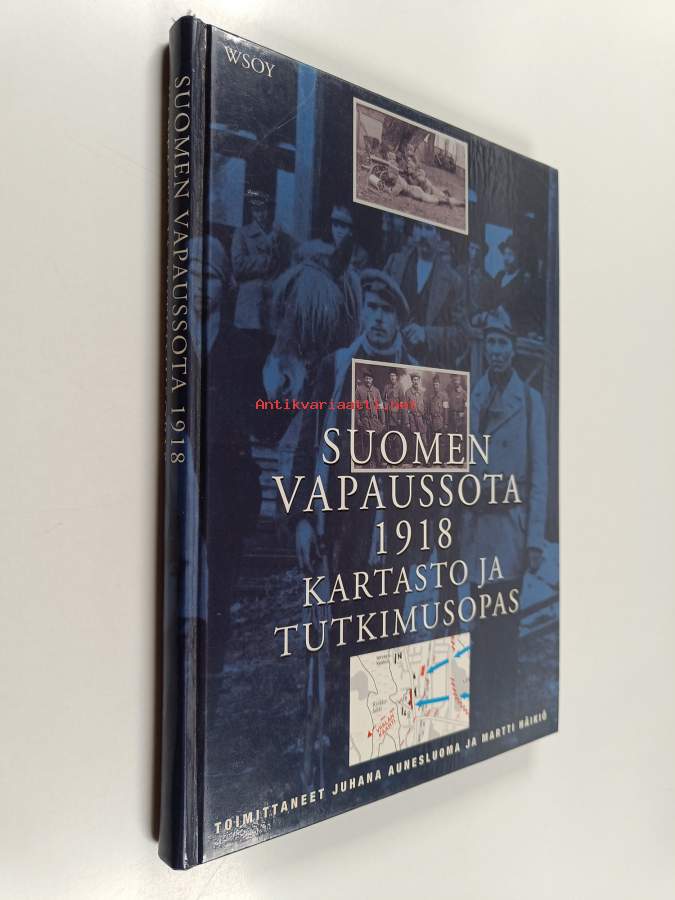 WSOY
SUOMEN VAPAUSSOTA 1918
Antikvariaatti.net
SUOMEN
VAPAUSSOTA
1918
KARTASTO JA
TUTKIMUSOPAS
TOIMITTANEET JUHANA AUNESLUOMA JA MARTTI HÄIKIÖ